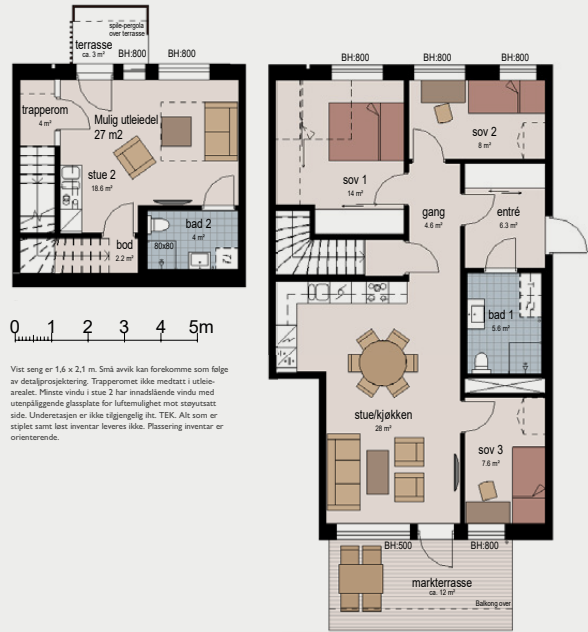 spile-pergola
over terrasse
terrasse
ca. 3 m²
BH:800
BH:800
trapperom
4 m²
Mulig utleiedel
27 m2
stue 2
18.6 m²
bod
2.2 m²
bad 2
4 m²
80x80
BH:800
BH:800
BH:800
sov 1
14 m²
sov 2
8 m²
gang
4.6 m²
entré
6.3 m²
bad 1
5.6 m²
stue/kjøkken
28 m²
sov 3
7.6 m²
BH:500
BH:800
markterrasse
ca. 12 m²
Balkong over
0 1 2 3 4 5m
Vist seng er 1,6 x 2,1 m. Små avvik kan forekomme som følge
av detaljprosjektering. Trapperomet ikke medtatt i utleie-
arealet. Minste vindu i stue 2 har innadslående vindu med
utenpåliggende glassplate for luftemulighet mot støyutsatt
side. Underetasjen er ikke tilgjengelig iht. TEK. Alt som er
stiplet samt løst inventar leveres ikke. Plassering inventar er
orienterende.